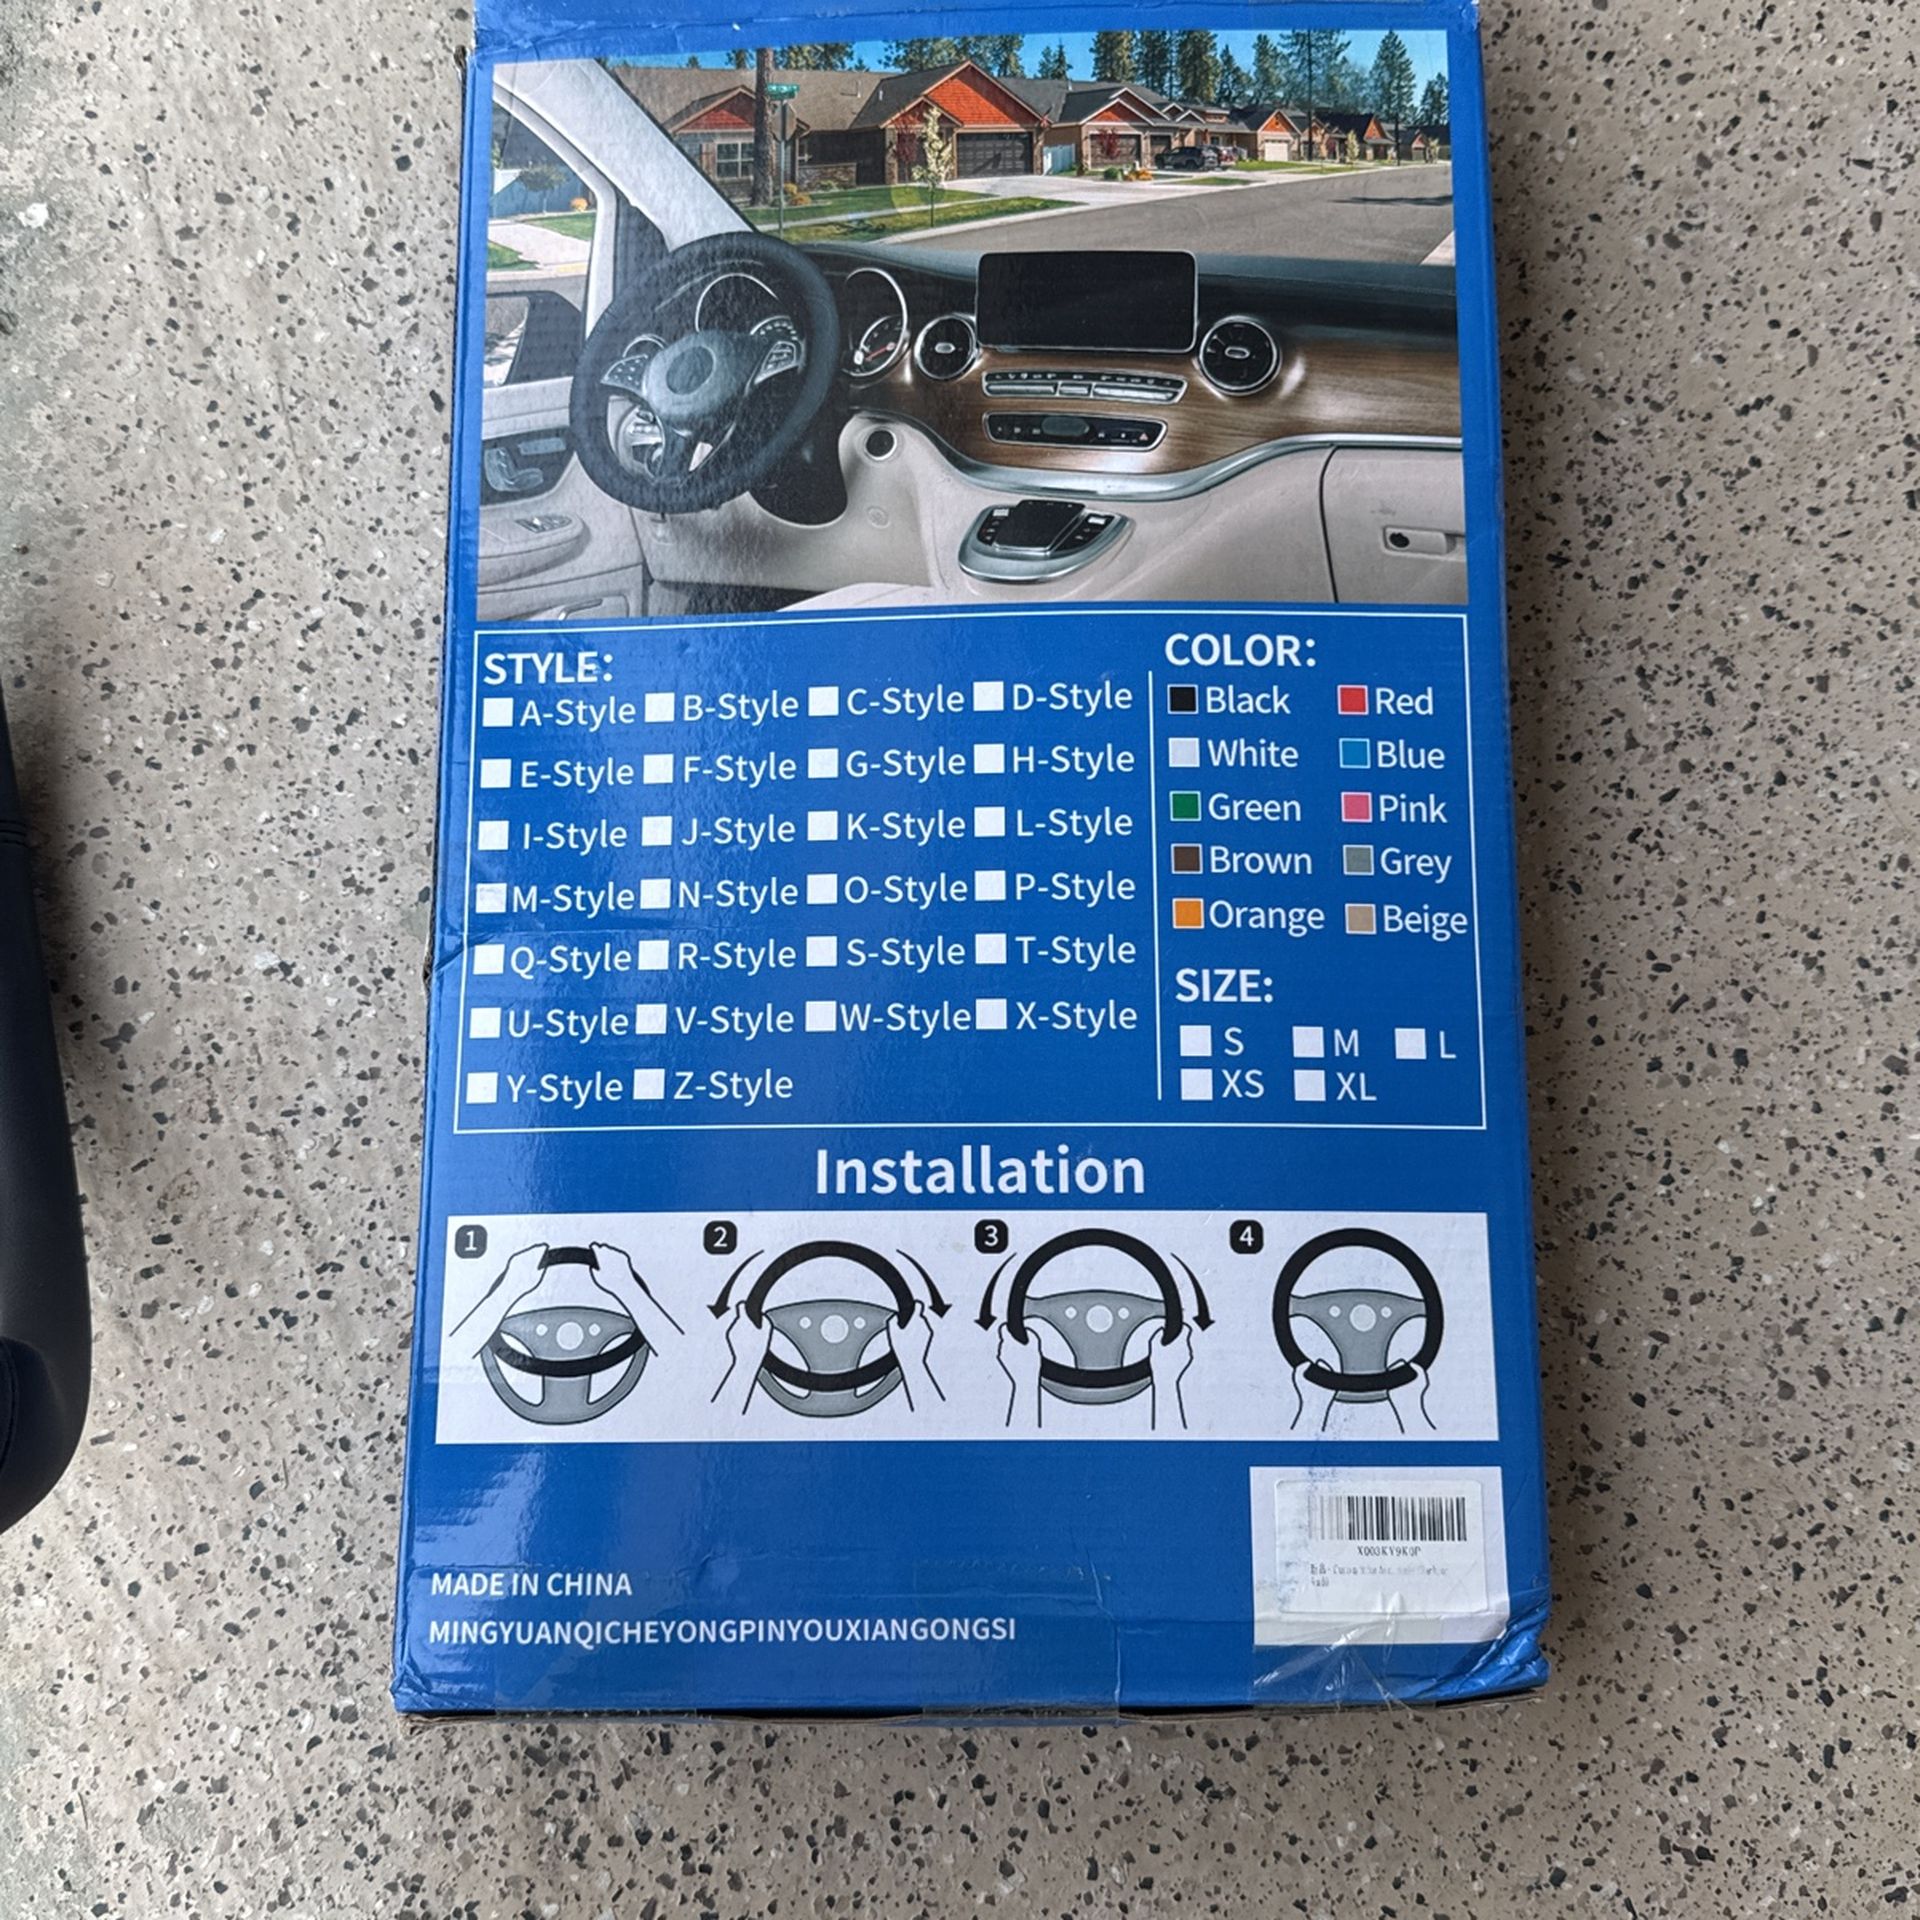 STYLE:
A-Style B-Style C-Style D-Style
E-Style F-Style G-Style H-Style
I-Style J-Style K-Style L-Style
M-Style N-Style O-Style P-Style
Q-Style R-Style S-Style T-Style
U-Style V-Style W-Style X-Style
Y-Style Z-Style
COLOR:
Black Red
White Blue
Green Pink
Brown Grey
Orange Beige
SIZE:
S M L
XS XL
Installation
1 2 3 4
MADE IN CHINA
MINGYUANQICHEYONGPINYOUXIANGONGSI
X003KV9K0P